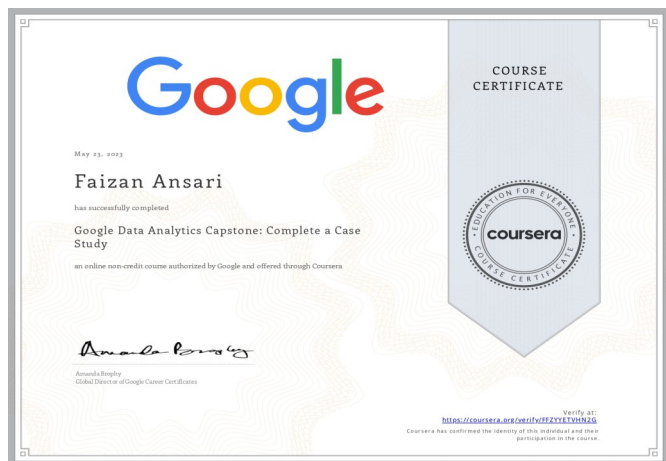 Google
COURSE
CERTIFICATE
May 23, 2023
Faizan Ansari
has successfully completed
Google Data Analytics Capstone: Complete a Case
Study
an online non-credit course authorized by Google and offered through Coursera
EDUCATION FOR EVERYONE
coursera
COURSE CERTIFICATE
Amanda Brophy
Amanda Brophy
Global Director of Google Career Certificates
Verify at:
https://coursera.org/verify/FFZYYETVHN2G
Coursera has confirmed the identity of this individual and their
participation in the course.